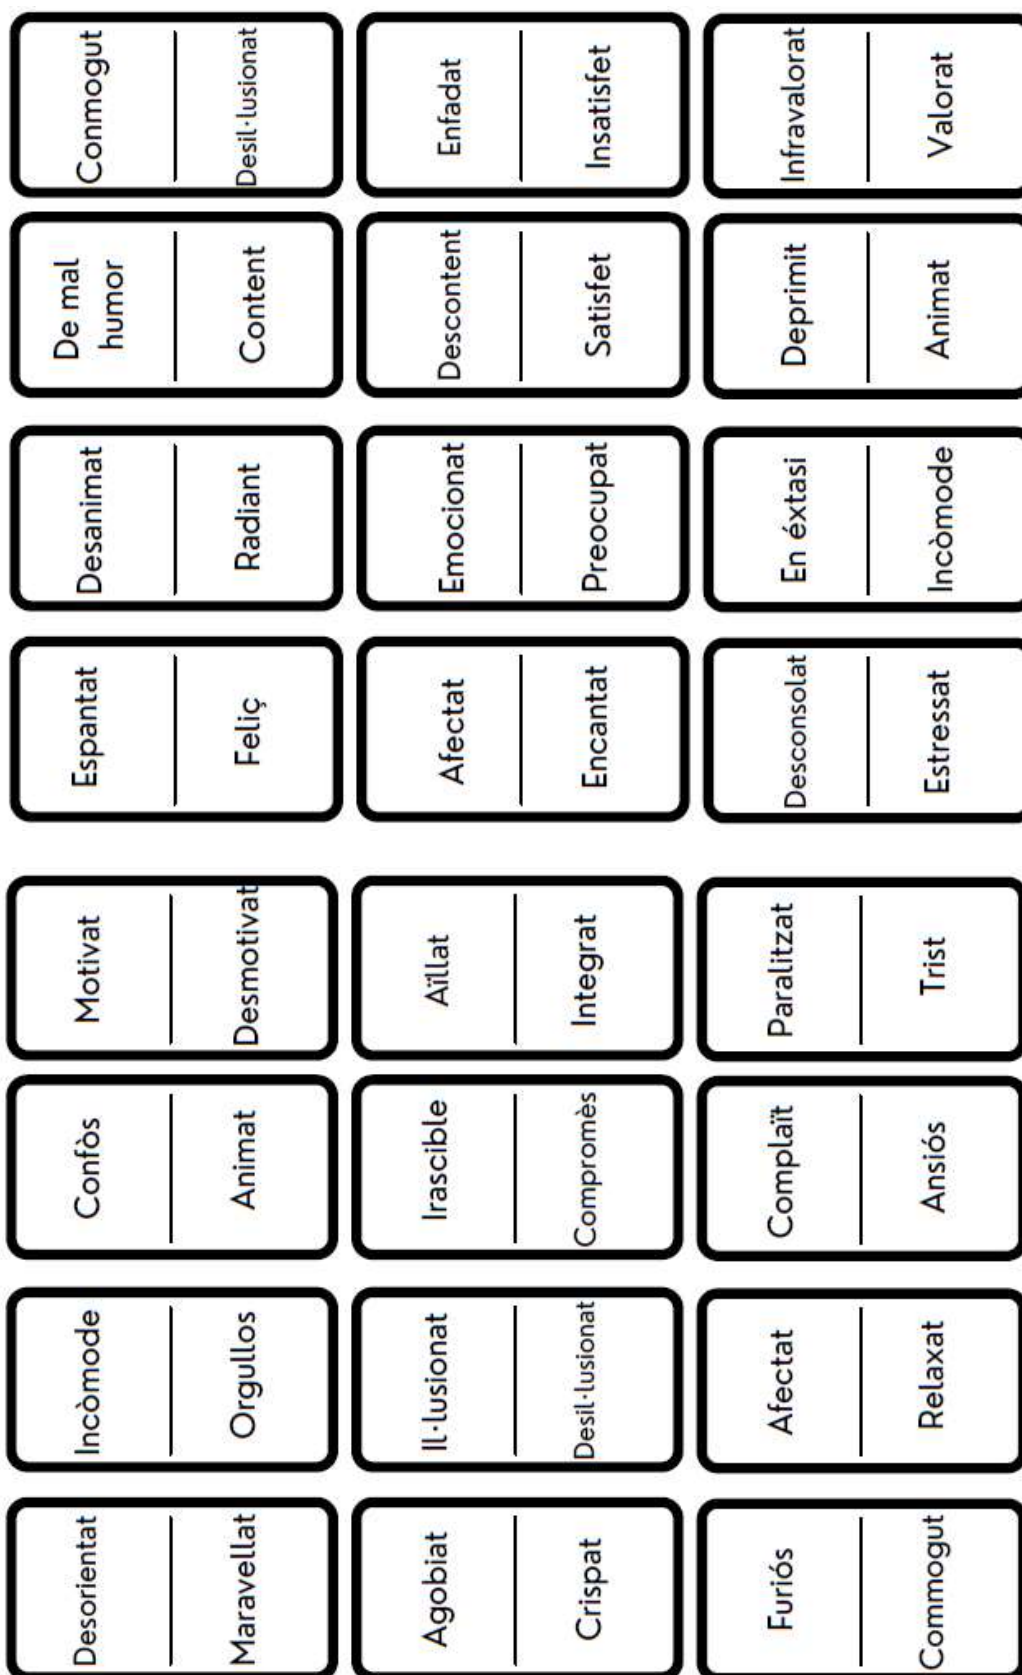 Conmogut
Desil·lusionat
Enfadat
Insatisfet
Infravalorat
Valorat
De mal
humor
Content
Descontent
Satisfet
Deprimit
Animat
Desanimat
Radiant
Emocionat
Preocupat
En éxtasi
Incòmode
Espantat
Feliç
Afectat
Encantat
Desconsolat
Estressat
Motivat
Desmotivat
Aïllat
Integrat
Paralitzat
Trist
Confòs
Animat
Irascible
Compromès
Complaït
Ansiós
Incòmode
Orgullos
Il·lusionat
Desil·lusionat
Afectat
Relaxat
Desorientat
Maravellat
Agobiat
Crispat
Furiós
Commogut